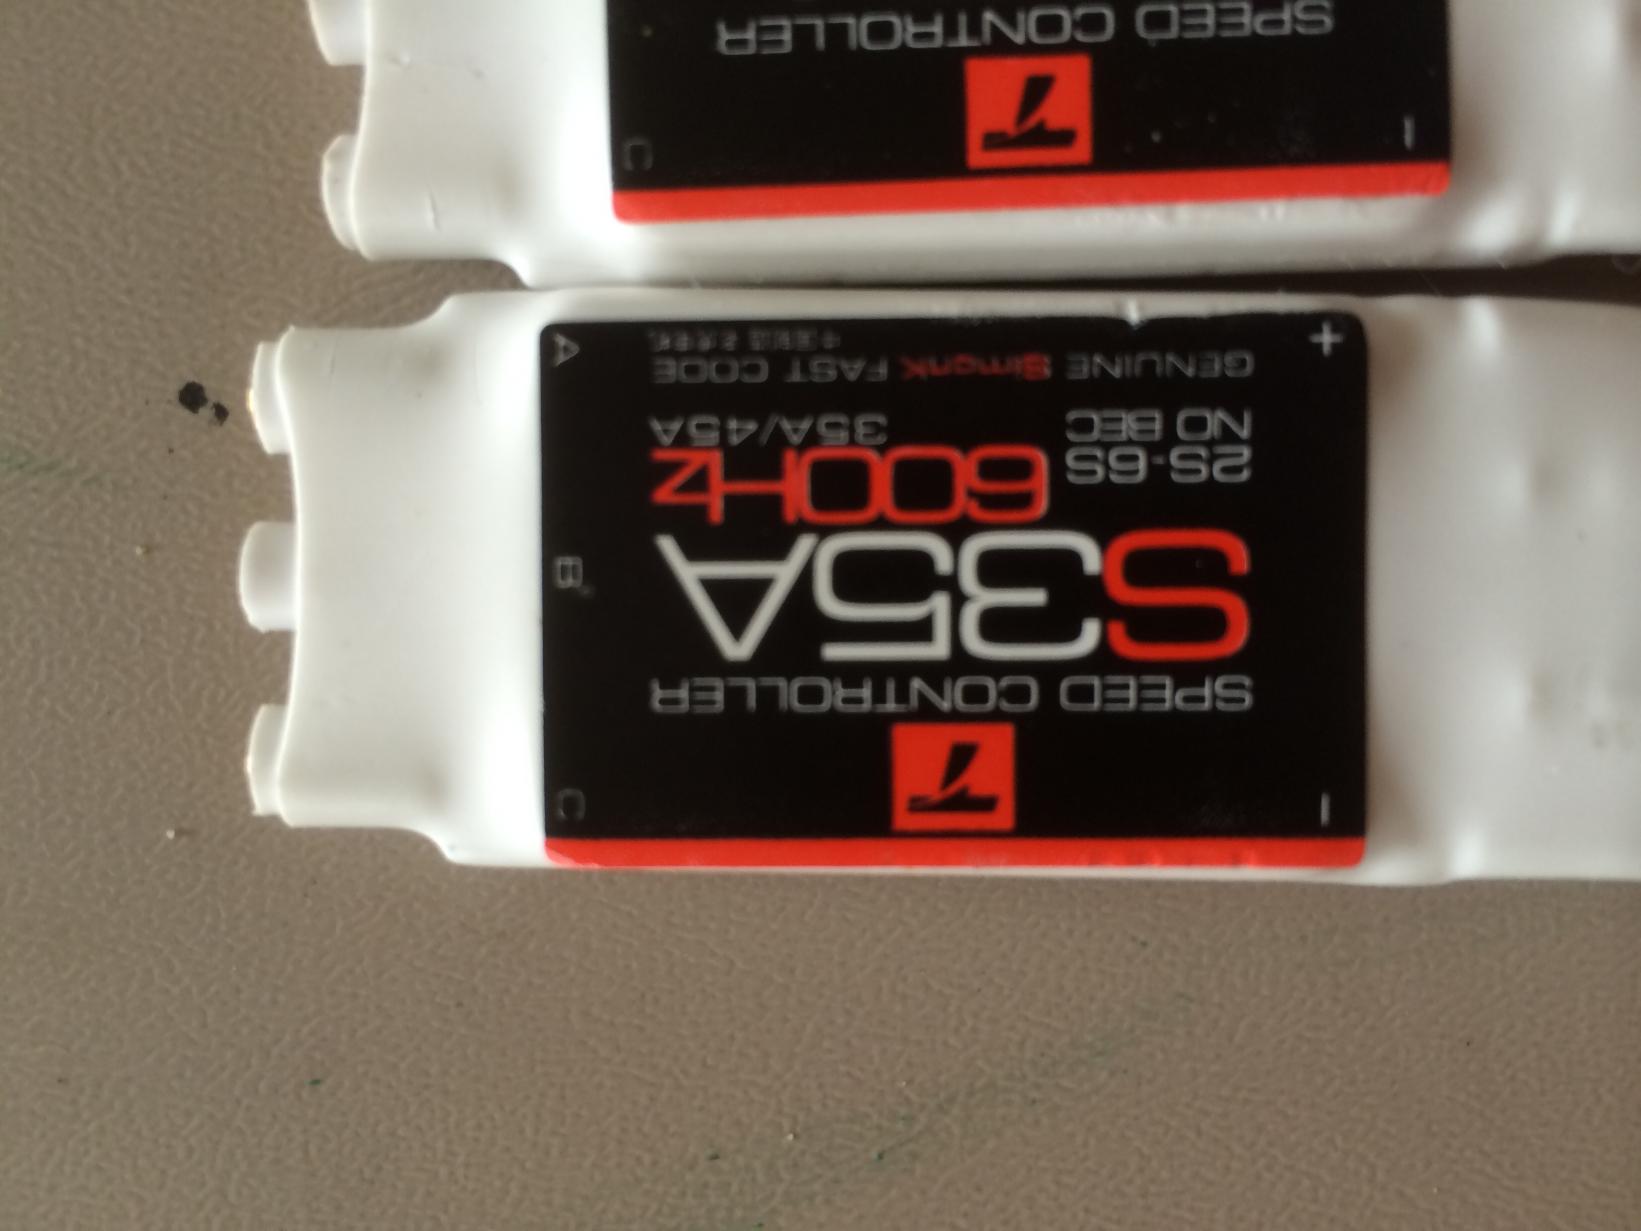 SPEED CONTROLLER
C
-
SPEED CONTROLLER
S35A
2S-6S 600Hz
NO BEC 35A/45A
GENUINE SimonK FAST CODE
+
-
A
B
C